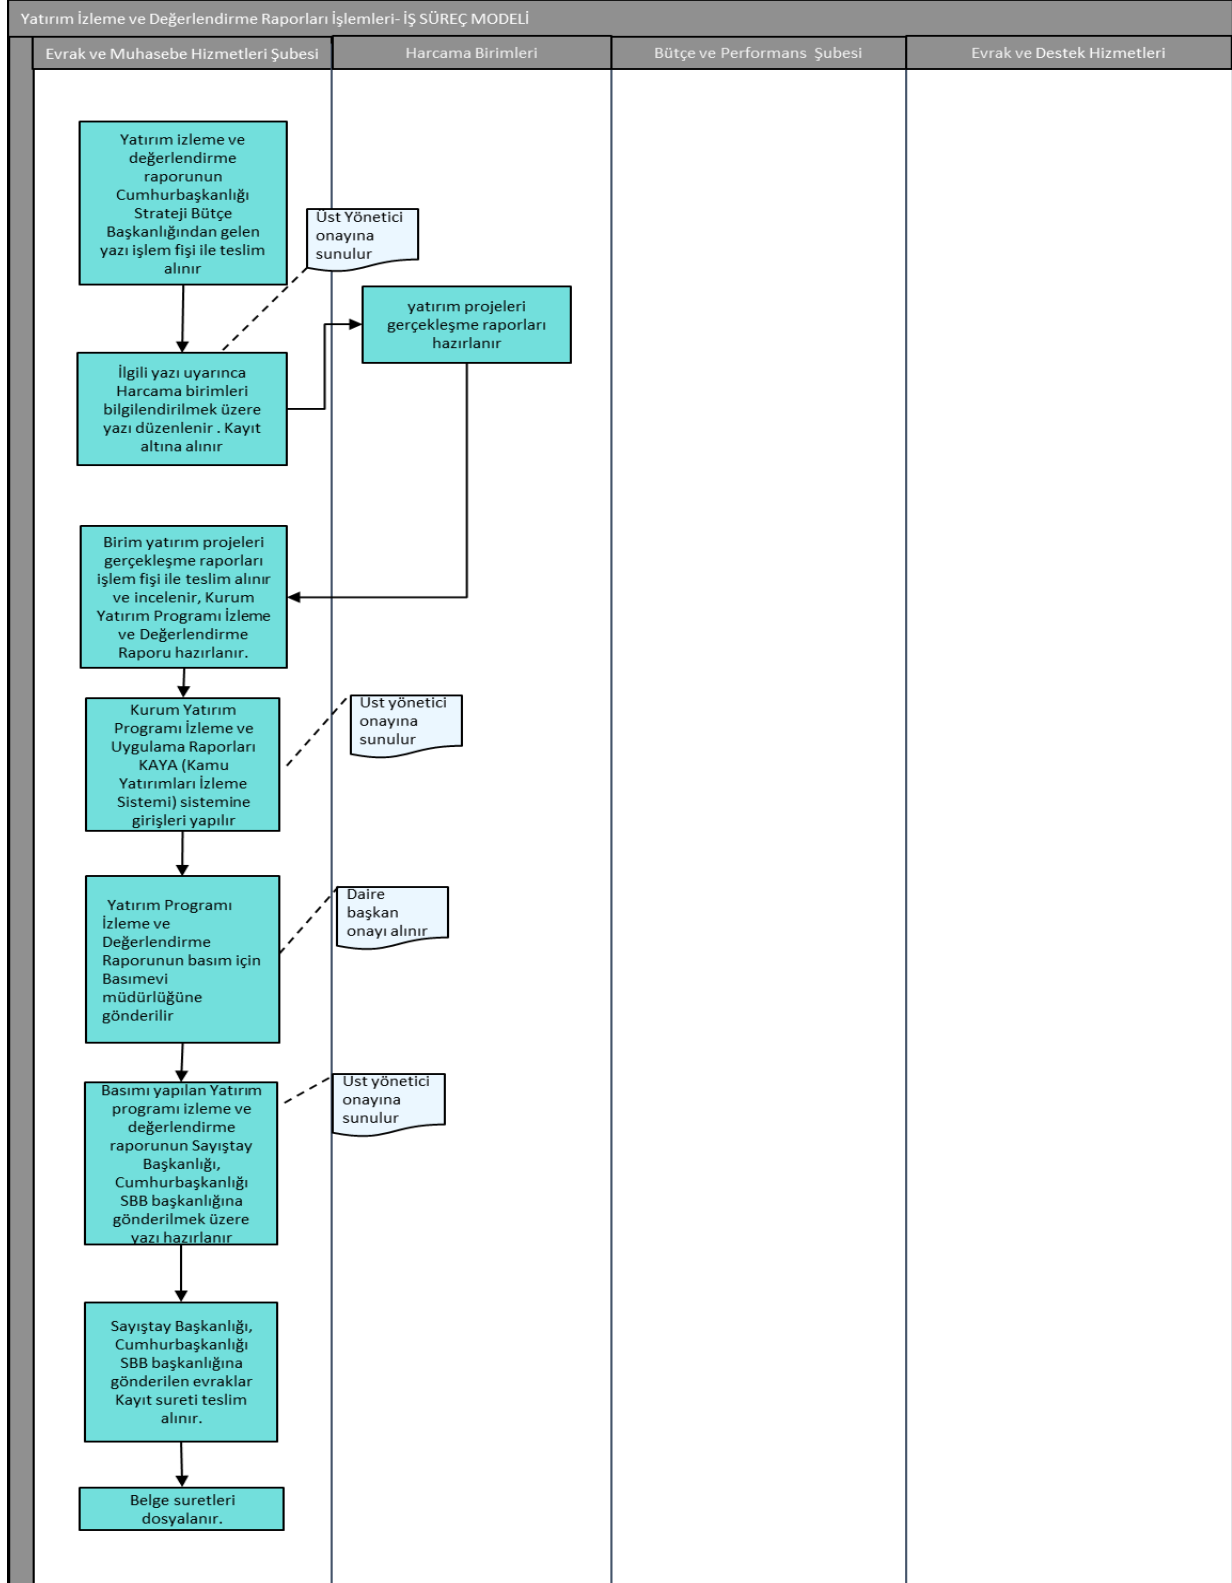 Yatırım İzleme ve Değerlendirme Raporları İşlemleri- İŞ SÜREÇ MODELİ
Evrak ve Muhasebe Hizmetleri Şubesi
Harcama Birimleri
Bütçe ve Performans Şubesi
Evrak ve Destek Hizmetleri
Yatırım izleme ve
değerlendirme
raporunun
Cumhurbaşkanlığı
Strateji Bütçe
Başkanlığından gelen
yazı işlem fişi ile teslim
alınır
Üst Yönetici
onayına
sunulur
yatırım projeleri
gerçekleşme raporları
hazırlanır
İlgili yazı uyarınca
Harcama birimleri
bilgilendirilmek üzere
yazı düzenlenir . Kayıt
altına alınır
Birim yatırım projeleri
gerçekleşme raporları
işlem fişi ile teslim alınır
ve incelenir, Kurum
Yatırım Programı İzleme
ve Değerlendirme
Raporu hazırlanır.
Kurum Yatırım
Programı İzleme ve
Uygulama Raporları
KAYA (Kamu
Yatırımları İzleme
Sistemi) sistemine
girişleri yapılır
Üst yönetici
onayına
sunulur
Yatırım Programı
İzleme ve
Değerlendirme
Raporunun basım için
Basımevi
müdürlüğüne
gönderilir
Daire
başkan
onayı alınır
Basımı yapılan Yatırım
programı izleme ve
değerlendirme
raporunun Sayıştay
Başkanlığı,
Cumhurbaşkanlığı
SBB başkanlığına
gönderilmek üzere
yazı hazırlanır
Üst yönetici
onayına
sunulur
Sayıştay Başkanlığı,
Cumhurbaşkanlığı
SBB başkanlığına
gönderilen evraklar
Kayıt sureti teslim
alınır.
Belge suretleri
dosyalanır.